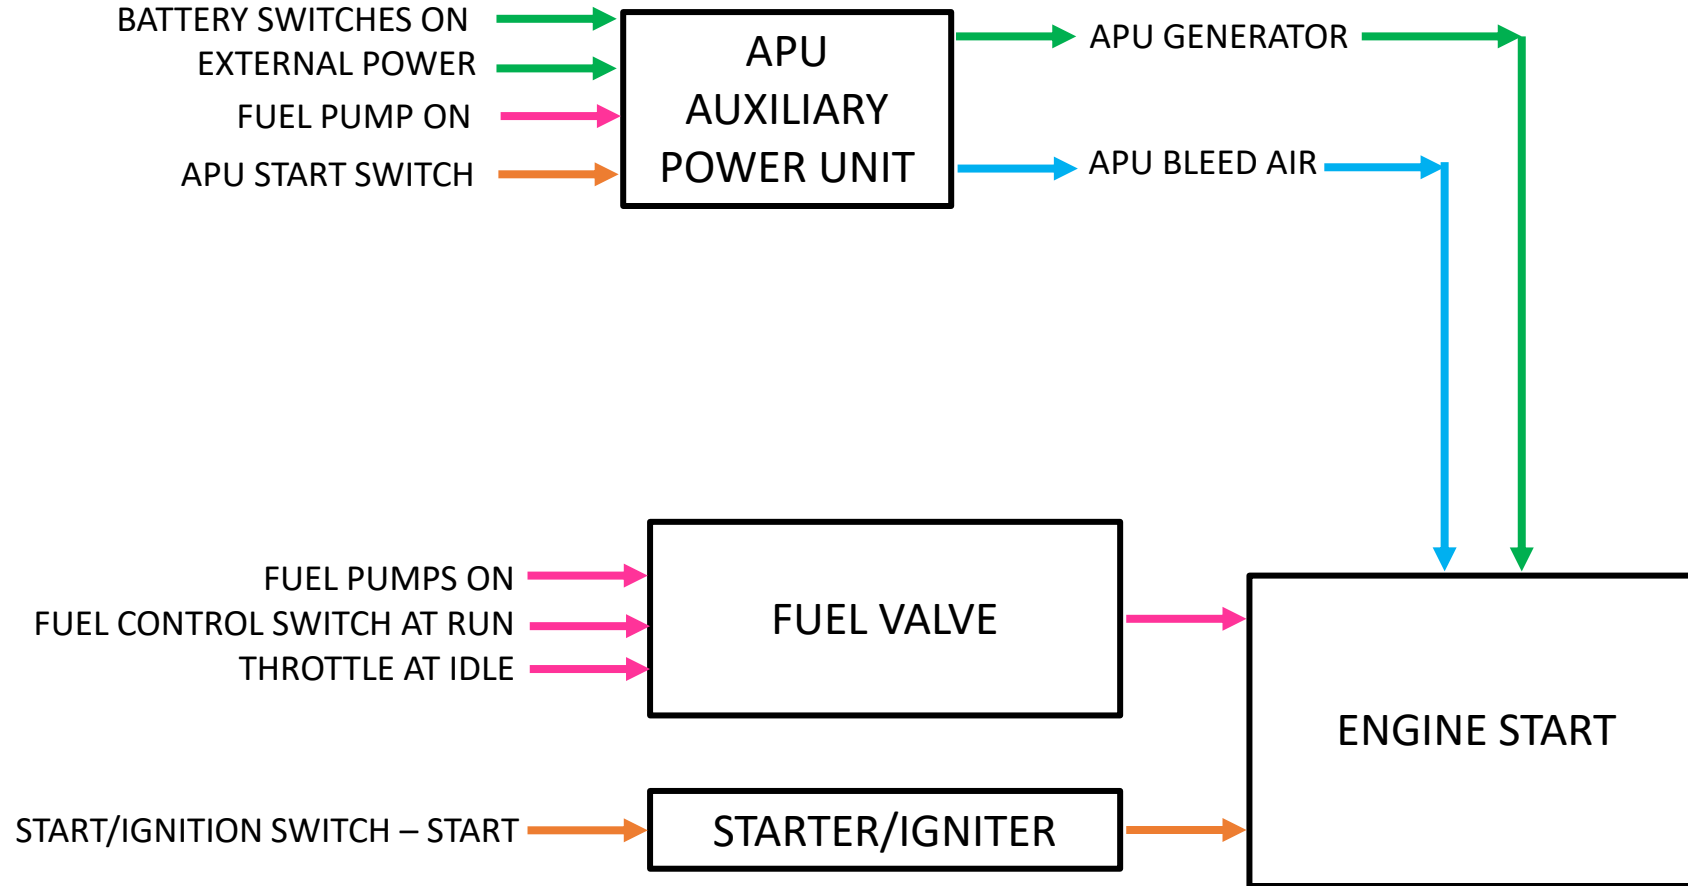 BATTERY SWITCHES ON
EXTERNAL POWER
FUEL PUMP ON
APU START SWITCH
APU
AUXILIARY
POWER UNIT
APU GENERATOR
APU BLEED AIR
FUEL PUMPS ON
FUEL CONTROL SWITCH AT RUN
THROTTLE AT IDLE
FUEL VALVE
ENGINE START
START/IGNITION SWITCH – START
STARTER/IGNITER